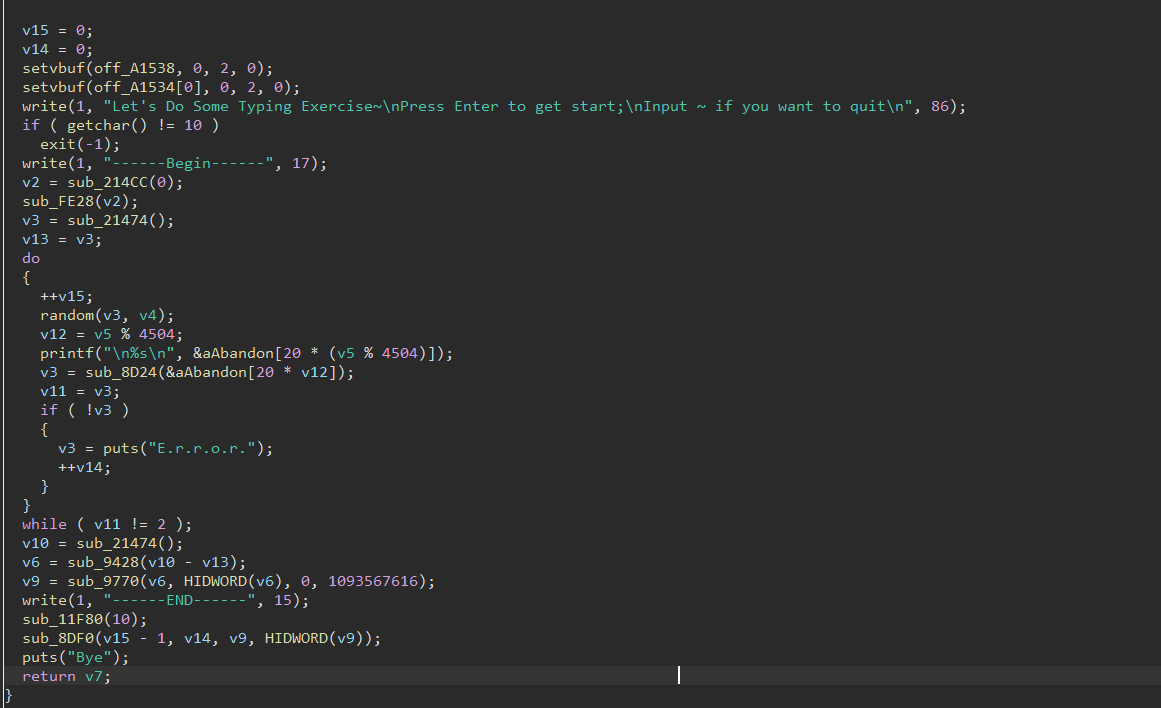 v15 = 0;
v14 = 0;
setvbuf(off_A1538, 0, 2, 0);
setvbuf(off_A1534[0], 0, 2, 0);
write(1, "Let's Do Some Typing Exercise~\nPress Enter to get start;\nInput ~ if you want to quit\n", 86);
if ( getchar() != 10 )
exit(-1);
write(1, "------Begin------", 17);
v2 = sub_214CC(0);
sub_FE28(v2);
v3 = sub_21474();
v13 = v3;
do
{
++v15;
random(v3, v4);
v12 = v5 % 4504;
printf("\n%s\n", &aAbandon[20 * (v5 % 4504)]);
v3 = sub_8D24(&aAbandon[20 * v12]);
v11 = v3;
if ( !v3 )
{
v3 = puts("E.r.r.o.r.");
++v14;
}
}
while ( v11 != 2 );
v10 = sub_21474();
v6 = sub_9428(v10 - v13);
v9 = sub_9770(v6, HIDWORD(v6), 0, 1093567616);
write(1, "------END------", 15);
sub_11F80(10);
sub_8DF0(v15 - 1, v14, v9, HIDWORD(v9));
puts("Bye");
return v7;
}